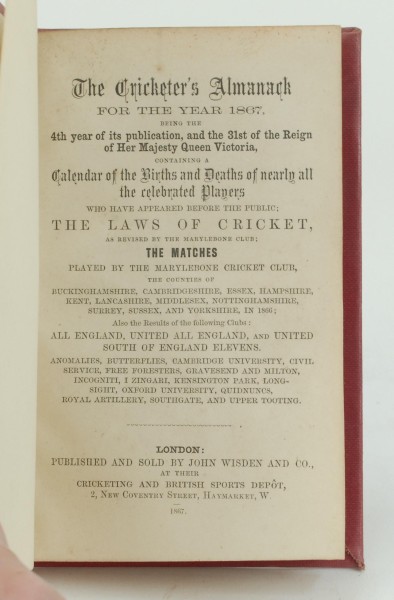 The Cricketer's Almanack
FOR THE YEAR 1867,
BEING THE
4th year of its publication, and the 31st of the Reign
of Her Majesty Queen Victoria,
CONTAINING A
Calendar of the Births and Deaths of nearly all
the celebrated Players
WHO HAVE APPEARED BEFORE THE PUBLIC;
THE LAWS OF CRICKET,
AS REVISED BY THE MARYLEBONE CLUB;
THE MATCHES
PLAYED BY THE MARYLEBONE CRICKET CLUB,
THE COUNTIES OF
BUCKINGHAMSHIRE, CAMBRIDGESHIRE, ESSEX, HAMPSHIRE,
KENT, LANCASHIRE, MIDDLESEX, NOTTINGHAMSHIRE,
SURREY, SUSSEX, AND YORKSHIRE, IN 1866;
Also the Results of the following Clubs:
ALL ENGLAND, UNITED ALL ENGLAND, AND UNITED
SOUTH OF ENGLAND ELEVENS.
ANOMALIES, BUTTERFLIES, CAMBRIDGE UNIVERSITY, CIVIL
SERVICE, FREE FORESTERS, GRAVESEND AND MILTON,
INCOGNITI, I ZINGARI, KENSINGTON PARK, LONG-
SIGHT, OXFORD UNIVERSITY, QUIDNUNCS,
ROYAL ARTILLERY, SOUTHGATE, AND UPPER TOOTING.
LONDON:
PUBLISHED AND SOLD BY JOHN WISDEN AND CO.,
AT THEIR
CRICKETING AND BRITISH SPORTS DEPÔT,
2, NEW COVENTRY STREET, HAYMARKET, W.
1867.